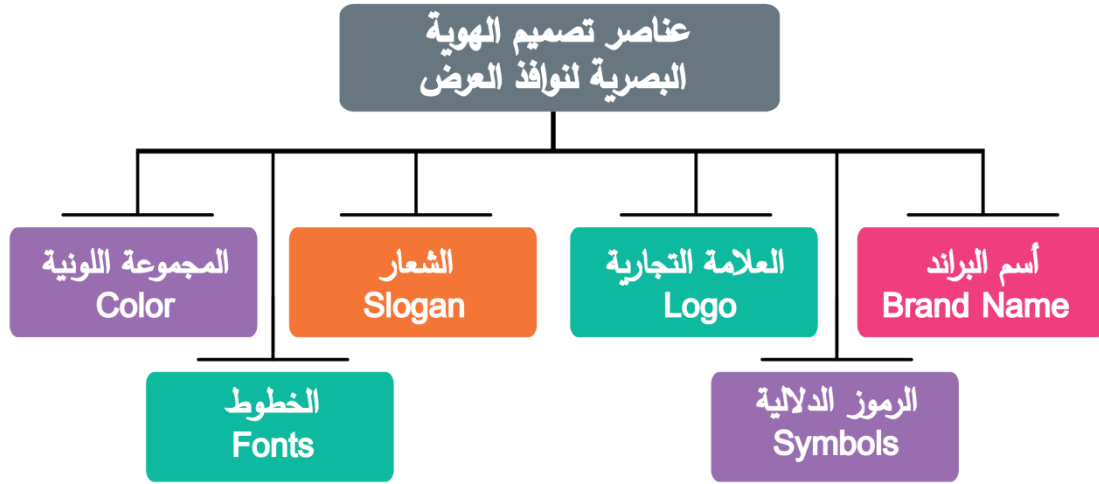 عناصر تصميم الهوية
البصرية لنوافذ العرض
أسم البراند
Brand Name
العلامة التجارية
Logo
الشعار
Slogan
المجموعة اللونية
Color
الرموز الدلالية
Symbols
الخطوط
Fonts